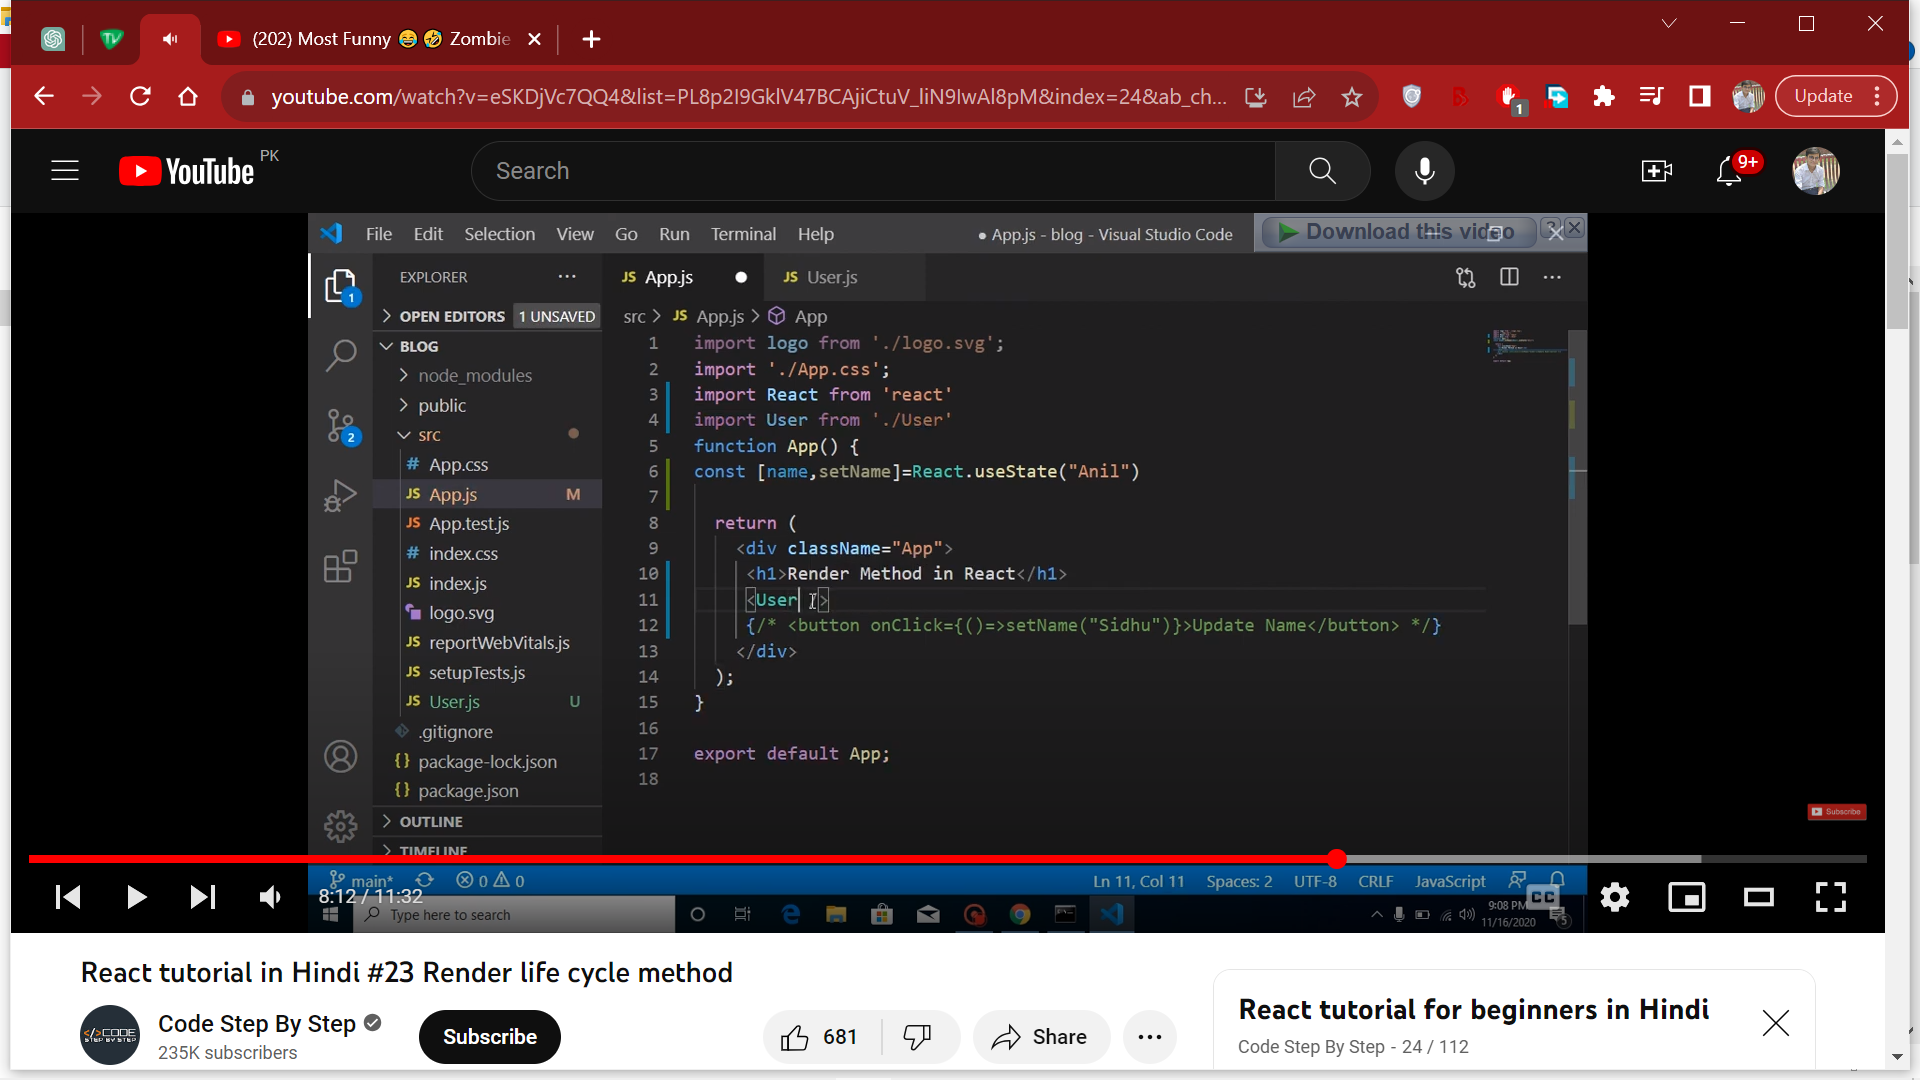 (202) Most Funny 😂🤣 Zombie
youtube.com/watch?v=eSKDjVc7QQ4&list=PL8p2I9GklV47BCAjiCtuV_liN9IwAl8pM&index=24&ab_ch...
1
Update
YouTube PK
Search
9+
File Edit Selection View Go Run Terminal Help
● App.js - blog - Visual Studio Code
Download this video
?
EXPLORER
JS App.js
JS User.js
1
OPEN EDITORS 1 UNSAVED
src > JS App.js > App
BLOG
node_modules
public
src
# App.css
JS App.js M
JS App.test.js
# index.css
JS index.js
logo.svg
JS reportWebVitals.js
JS setupTests.js
JS User.js U
.gitignore
{} package-lock.json
{} package.json
OUTLINE
TIMELINE
2
1 import logo from './logo.svg';
2 import './App.css';
3 import React from 'react'
4 import User from './User'
5 function App() {
6 const [name,setName]=React.useState("Anil")
7
8 return (
9 <div className="App">
10 <h1>Render Method in React</h1>
11 <User >
12 {/* <button onClick={()=>setName("Sidhu")}>Update Name</button> */}
13 </div>
14 );
15 }
16
17 export default App;
18
Subscribe
main* 0 0
Ln 11, Col 11 Spaces: 2 UTF-8 CRLF JavaScript
8:12 / 11:32
CC
Type here to search
9:08 PM
11/16/2020
5
React tutorial in Hindi #23 Render life cycle method
</>CODE
STEP BY STEP
Code Step By Step
235K subscribers
Subscribe
681
Share
React tutorial for beginners in Hindi
Code Step By Step - 24 / 112